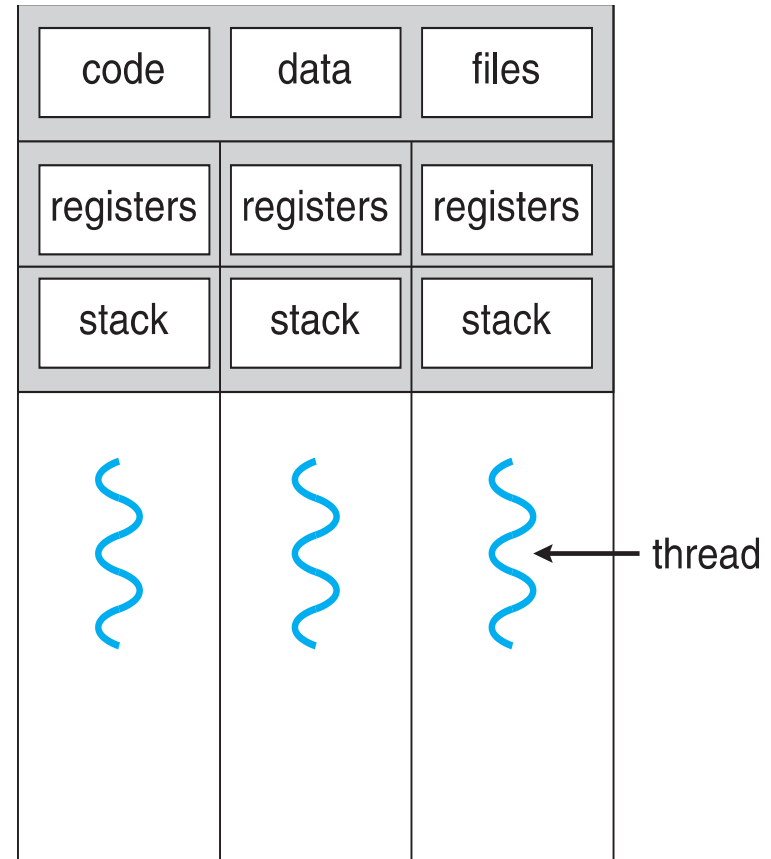 code data files
registers registers registers
stack stack stack
thread